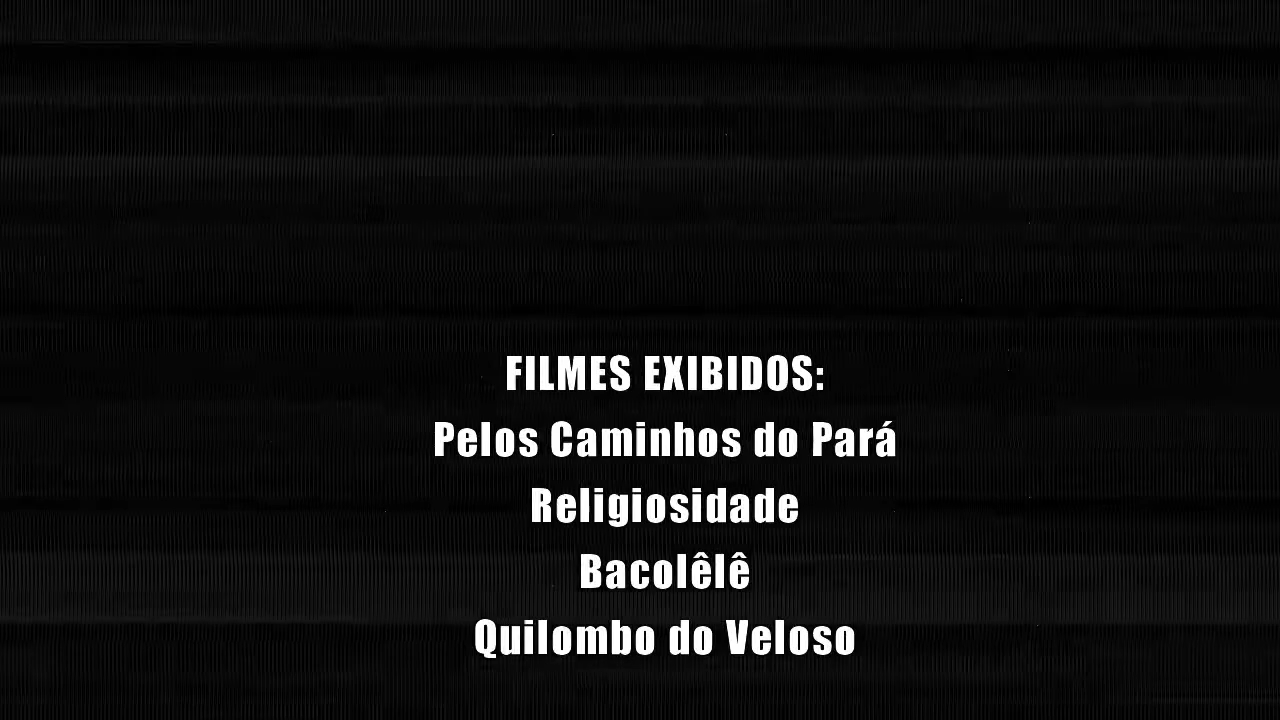 FILMES EXIBIDOS:
Pelos Caminhos do Pará
Religiosidade
Bacolêlê
Quilombo do Veloso